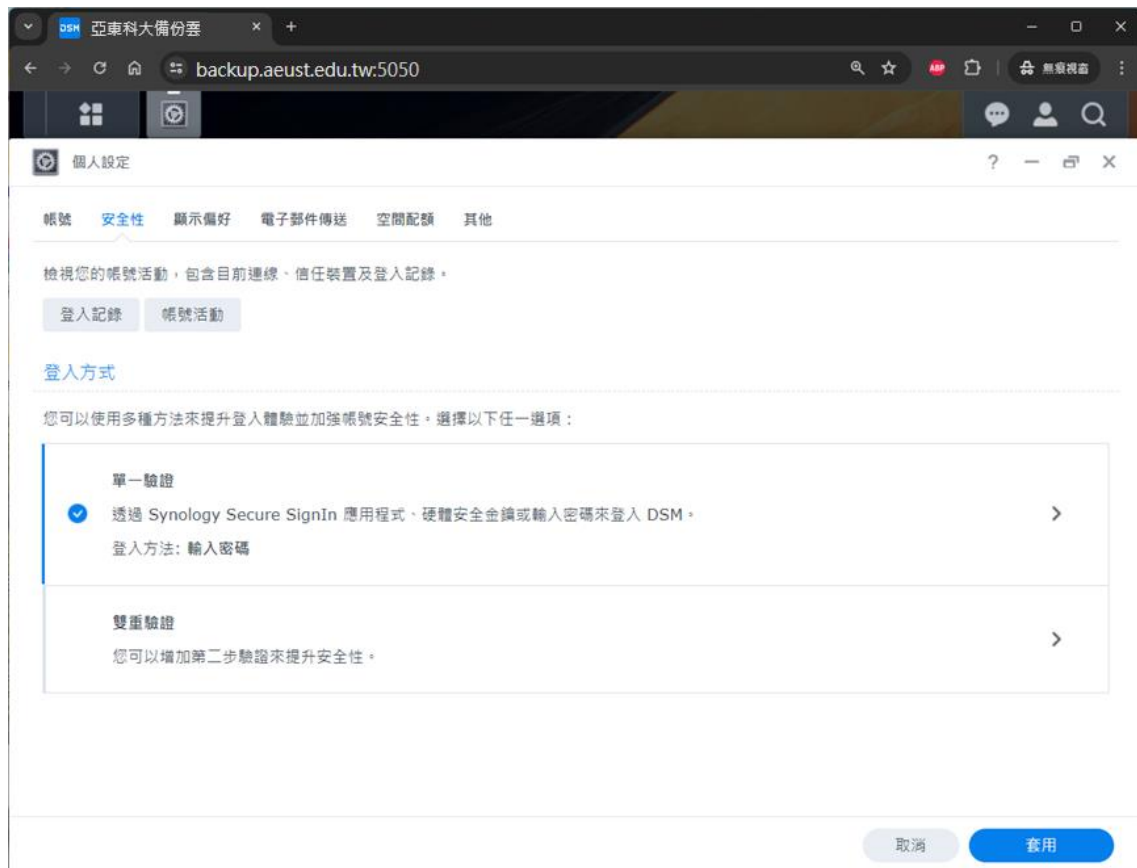 DSM 亞東科大備份雲
backup.aeust.edu.tw:5050
ABP
無痕視窗
個人設定
帳號 安全性 顯示偏好 電子郵件傳送 空間配額 其他
檢視您的帳號活動，包含目前連線、信任裝置及登入記錄。
登入記錄 帳號活動
登入方式
您可以使用多種方法來提升登入體驗並加強帳號安全性。選擇以下任一選項：
單一驗證
透過 Synology Secure SignIn 應用程式、硬體安全金鑰或輸入密碼來登入 DSM。
登入方法: 輸入密碼
雙重驗證
您可以增加第二步驗證來提升安全性。
取消 套用